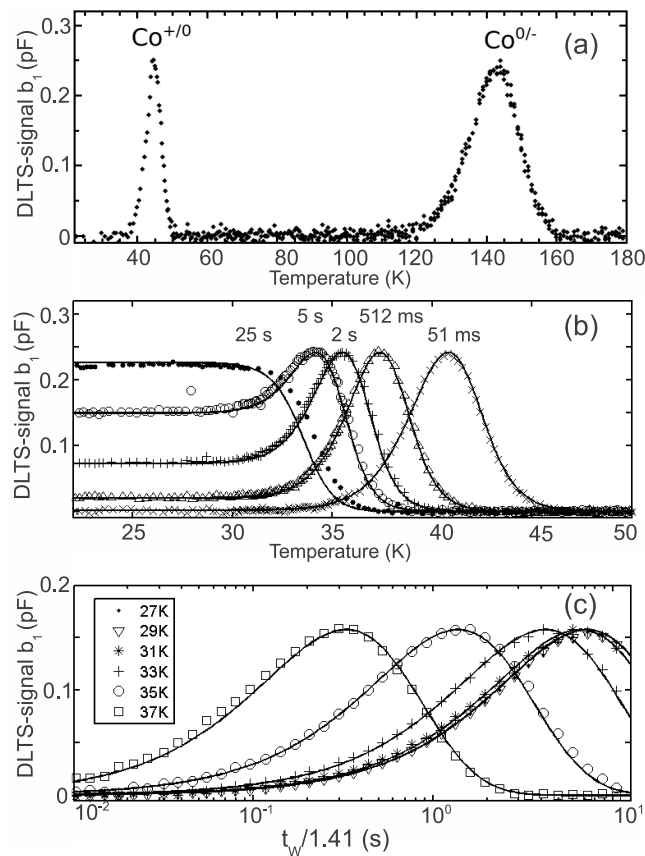 0.3
0.2
0.1
0
DLTS-signal b₁ (pF)
Co⁺/⁰
Co⁰/⁻
(a)
40 60 80 100 120 140 160 180
Temperature (K)
0.3
0.2
0.1
DLTS-signal b₁ (pF)
25 s
5 s
2 s
512 ms
51 ms
(b)
25 30 35 40 45 50
Temperature (K)
0.2
0.1
0
DLTS-signal b₁ (pF)
27K
29K
31K
33K
35K
37K
(c)
10⁻² 10⁻¹ 10⁰ 10¹
t_W/1.41 (s)